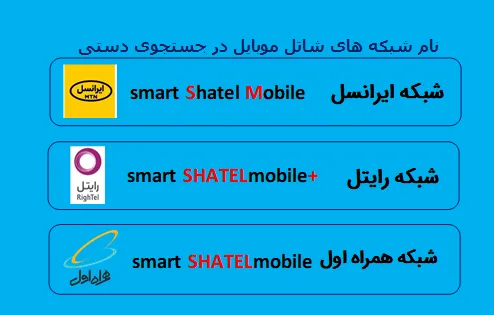 نام شبکه های شاتل موبایل در جستجوی دستی
شبکه ایرانسل smart Shatel Mobile
ایرانسل
MTN
شبکه رایتل smart SHATELmobile+
رایتل
RighTel
شبکه همراه اول smart SHATELmobile
همراه اول